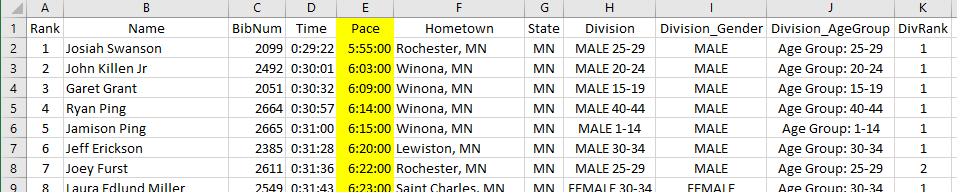 A B C D E F G H I J K
1 Rank Name BibNum Time Pace Hometown State Division Division_Gender Division_AgeGroup DivRank
2 1 Josiah Swanson 2099 0:29:22 5:55:00 Rochester, MN MN MALE 25-29 MALE Age Group: 25-29 1
3 2 John Killen Jr 2492 0:30:01 6:03:00 Winona, MN MN MALE 20-24 MALE Age Group: 20-24 1
4 3 Garet Grant 2051 0:30:32 6:09:00 Winona, MN MN MALE 15-19 MALE Age Group: 15-19 1
5 4 Ryan Ping 2664 0:30:57 6:14:00 Winona, MN MN MALE 40-44 MALE Age Group: 40-44 1
6 5 Jamison Ping 2665 0:31:00 6:15:00 Winona, MN MN MALE 1-14 MALE Age Group: 1-14 1
7 6 Jeff Erickson 2385 0:31:28 6:20:00 Lewiston, MN MN MALE 30-34 MALE Age Group: 30-34 1
8 7 Joey Furst 2611 0:31:36 6:22:00 Rochester, MN MN MALE 25-29 MALE Age Group: 25-29 2
9 8 Laura Edlund Miller 2549 0:31:43 6:23:00 Saint Charles, MN MN FEMALE 30-34 FEMALE Age Group: 30-34 1